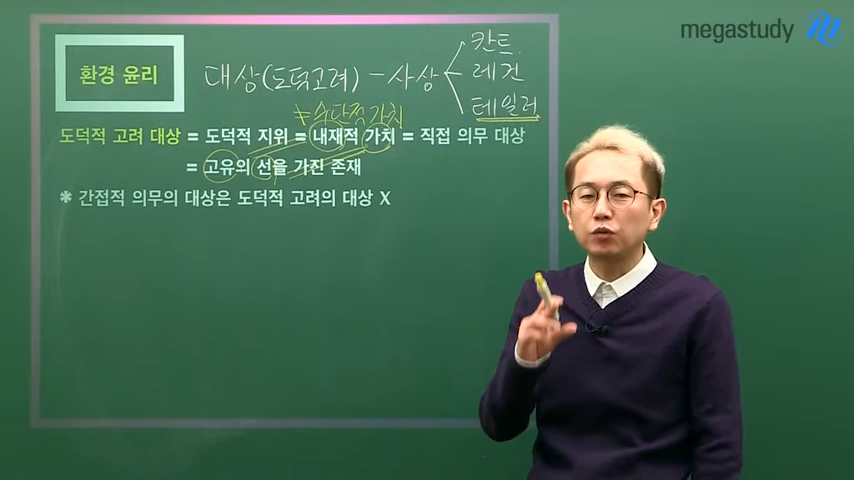 megastudy
환경 윤리
대상(도덕고려) - 사상
칸트.
레건
테일러
≠ 수단적 가치
도덕적 고려 대상 = 도덕적 지위 = 내재적 가치 = 직접 의무 대상
= 고유의 선을 가진 존재
* 간접적 의무의 대상은 도덕적 고려의 대상 X